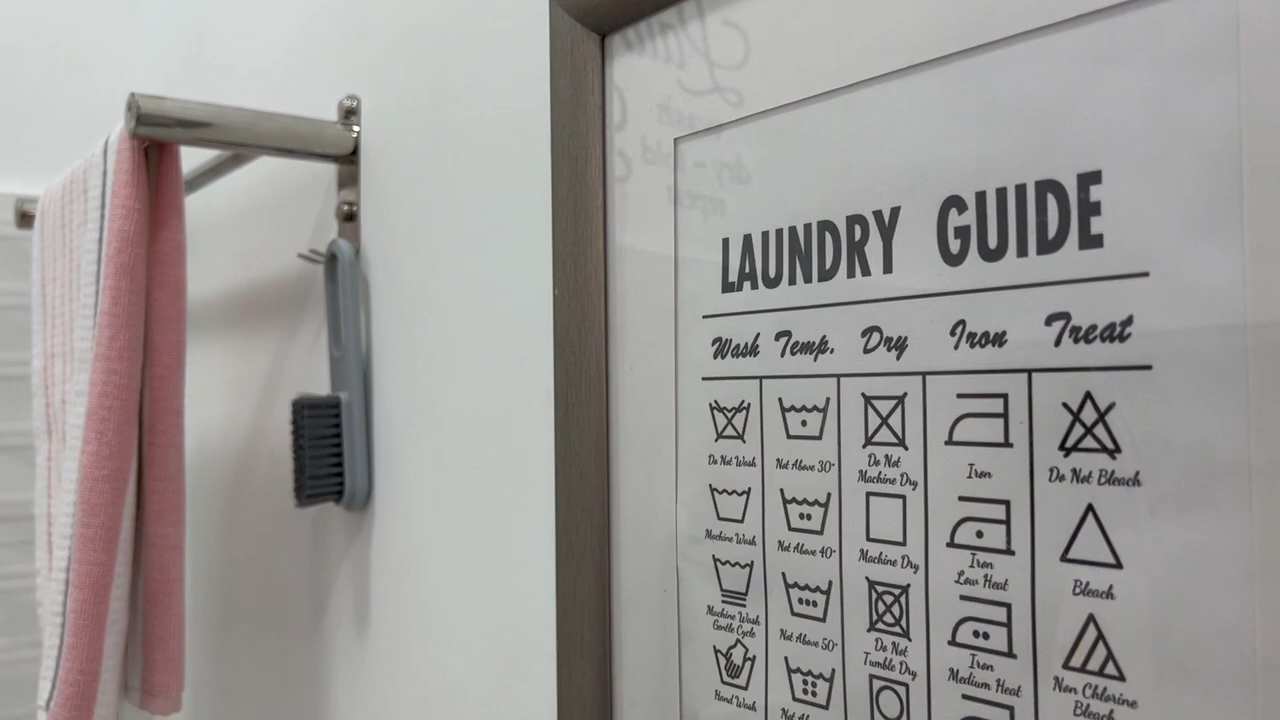 LAUNDRY GUIDE
Wash Temp. Dry Iron Treat
Do Not Wash
Machine Wash
Machine Wash
Gentle Cycle
Hand Wash
Not Above 30°
Not Above 40°
Not Above 50°
Do Not
Machine Dry
Machine Dry
Do Not
Tumble Dry
Iron
Iron
Low Heat
Iron
Medium Heat
Do Not Bleach
Bleach
Non Chlorine
Bleach